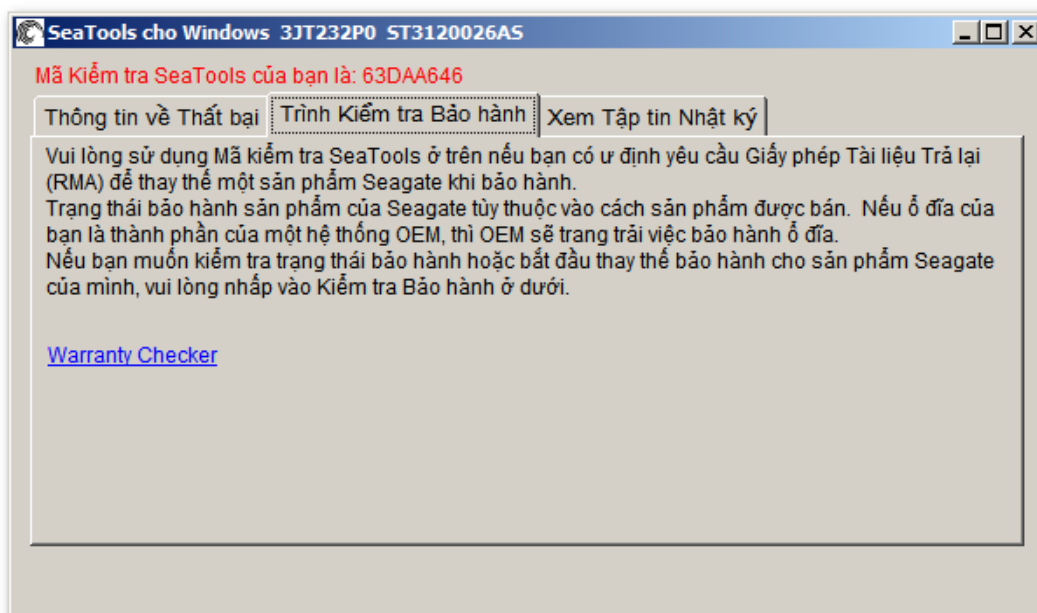 SeaTools cho Windows 3JT232P0 ST3120026AS
Mã Kiểm tra SeaTools của bạn là: 63DAA646
Thông tin về Thất bại Trình Kiểm tra Bảo hành Xem Tập tin Nhật ký
Vui lòng sử dụng Mã kiểm tra SeaTools ở trên nếu bạn có ư định yêu cầu Giấy phép Tài liệu Trả lại
(RMA) để thay thế một sản phẩm Seagate khi bảo hành.
Trạng thái bảo hành sản phẩm của Seagate tùy thuộc vào cách sản phẩm được bán. Nếu ổ đĩa của
bạn là thành phần của một hệ thống OEM, thì OEM sẽ trang trải việc bảo hành ổ đĩa.
Nếu bạn muốn kiểm tra trạng thái bảo hành hoặc bắt đầu thay thế bảo hành cho sản phẩm Seagate
của mình, vui lòng nhấp vào Kiểm tra Bảo hành ở dưới.
Warranty Checker